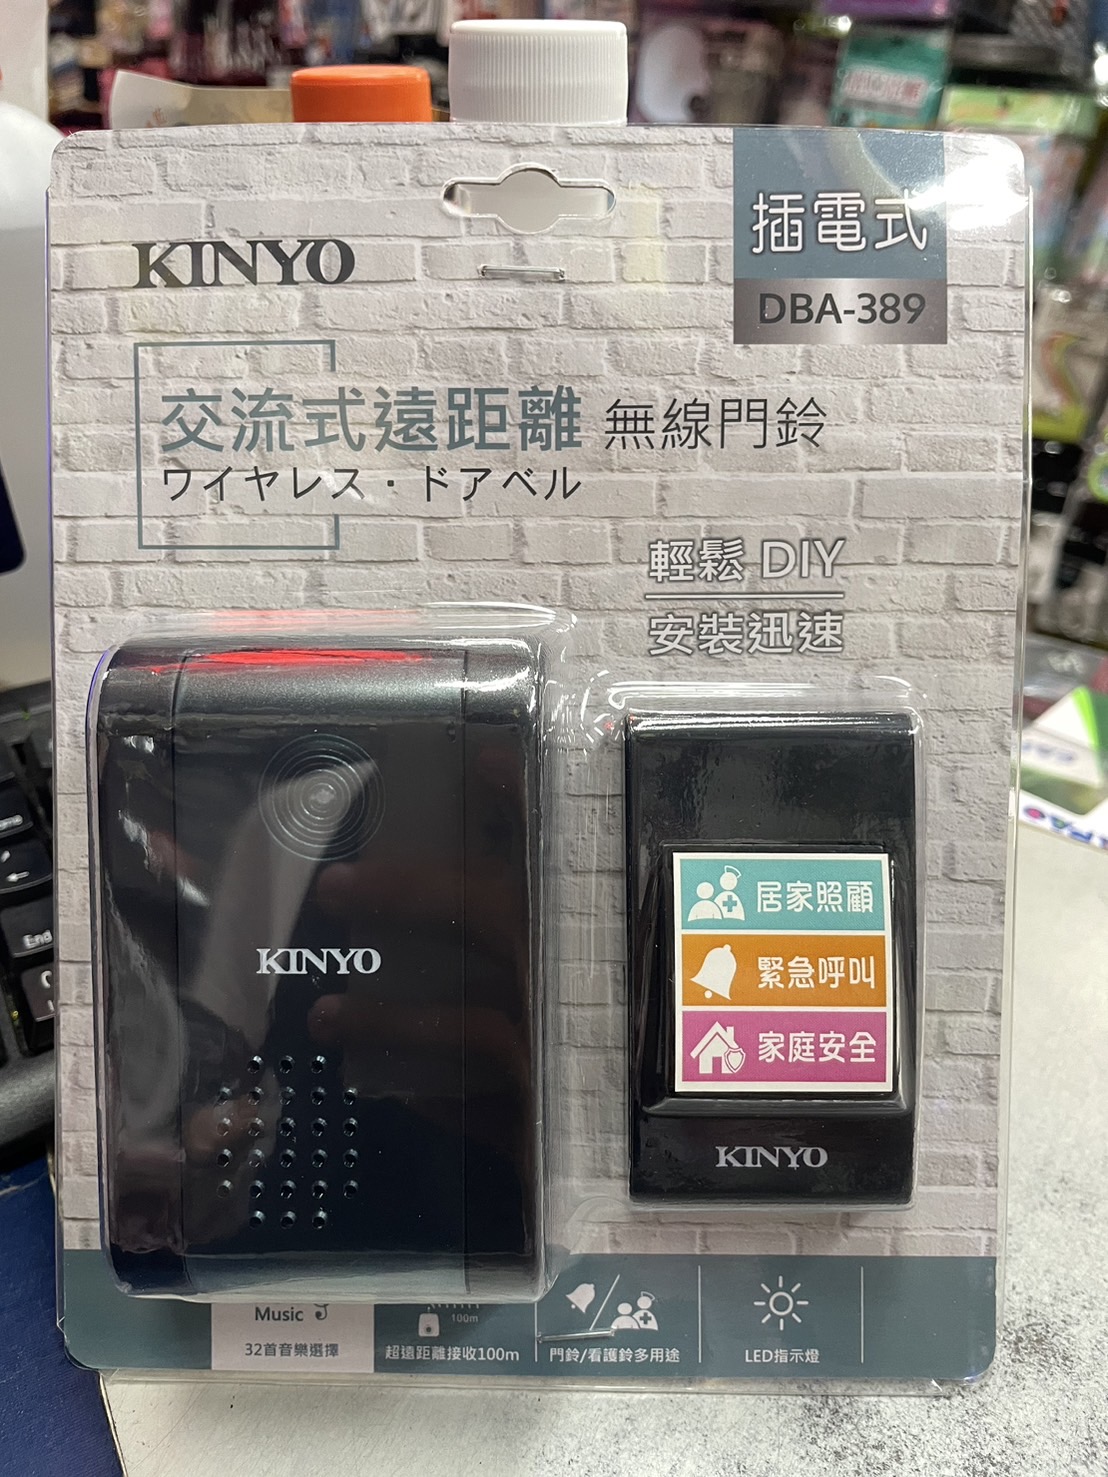 KINYO
插電式
DBA-389
交流式遠距離 無線門鈴
ワイヤレス・ドアベル
輕鬆 DIY
安裝迅速
KINYO
居家照顧
緊急呼叫
家庭安全
KINYO
Music
100m
32首音樂選擇
超遠距離接收100m
門鈴/看護鈴多用途
LED指示燈
End